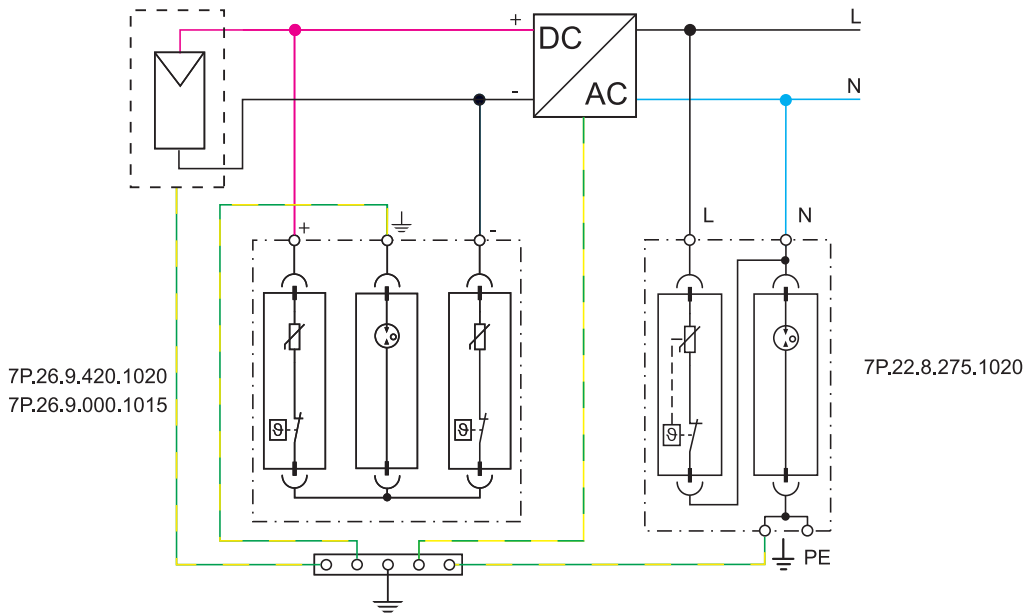 +
DC
L
-
AC
N
+
-
L
N
ϑ
ϑ
ϑ
7P.26.9.420.1020
7P.26.9.000.1015
7P.22.8.275.1020
PE